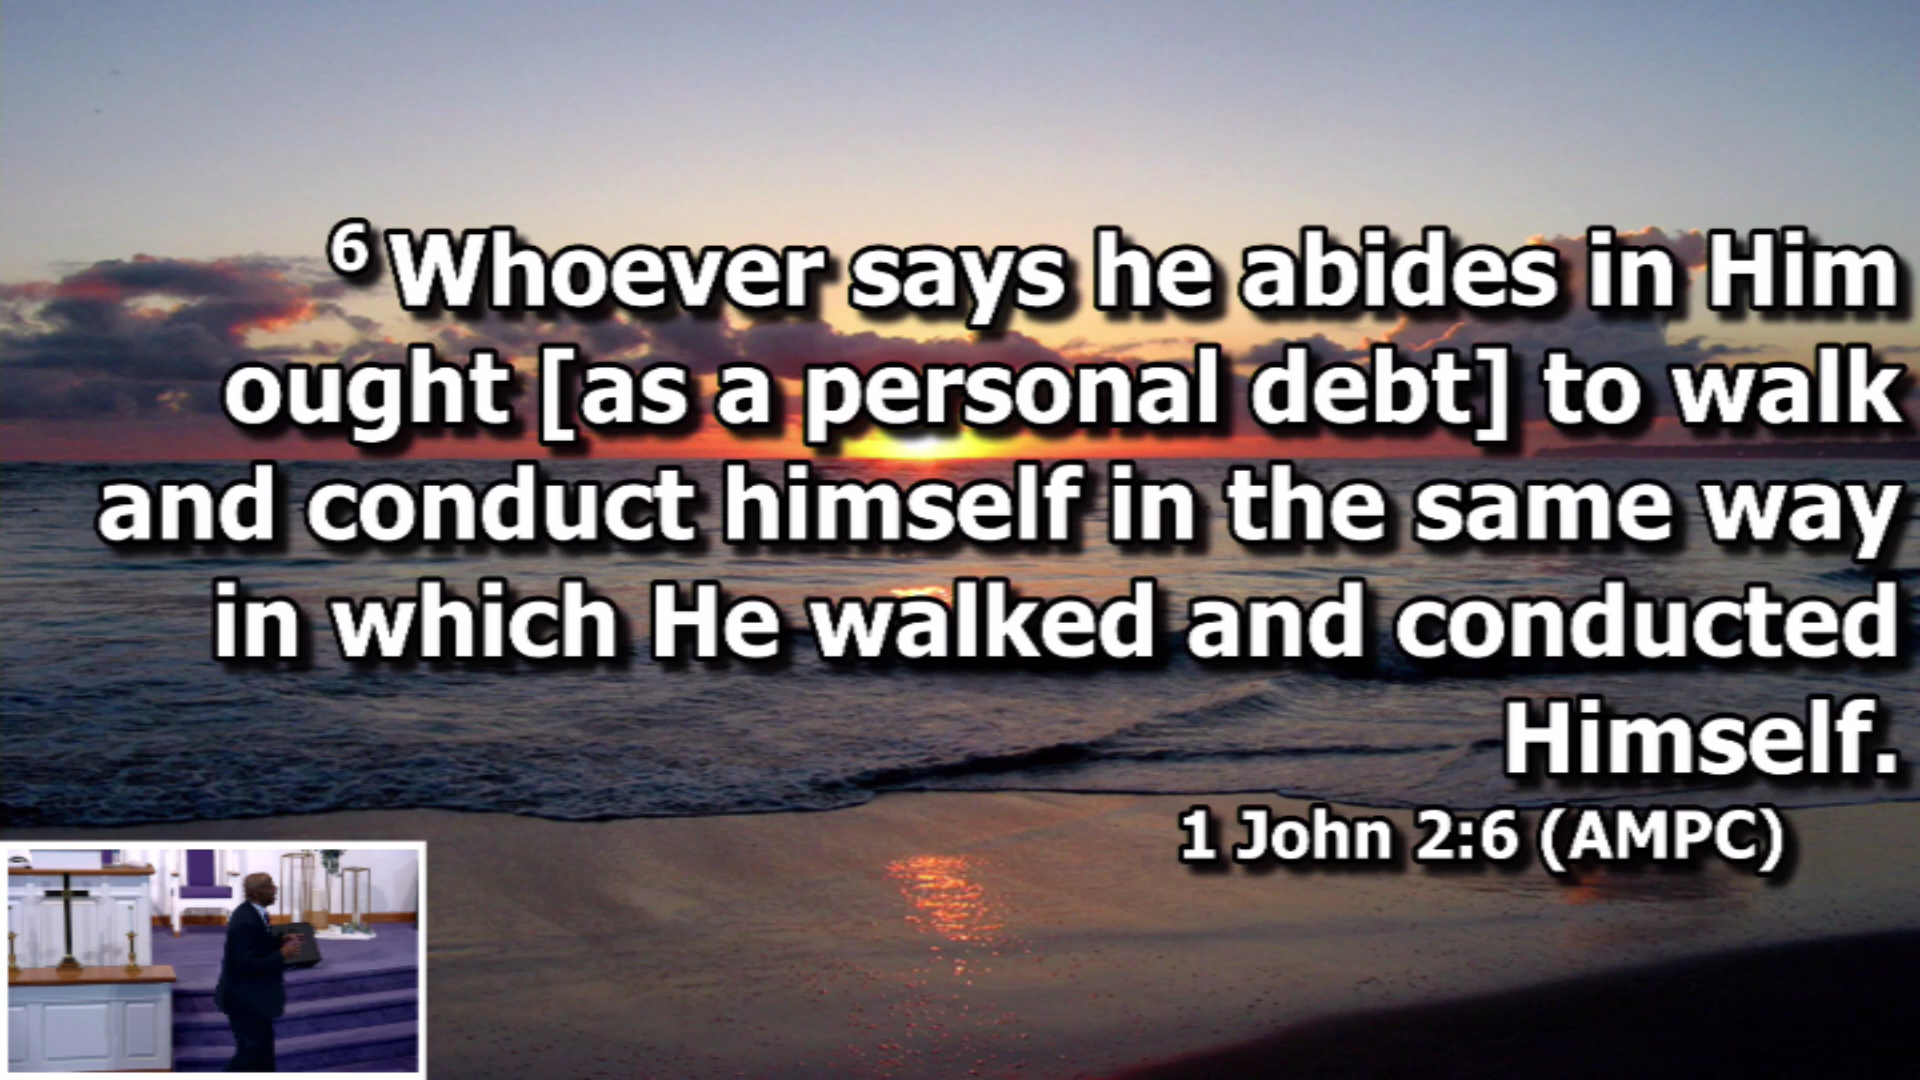 6 Whoever says he abides in Him
ought [as a personal debt] to walk
and conduct himself in the same way
in which He walked and conducted
Himself.
1 John 2:6 (AMPC)